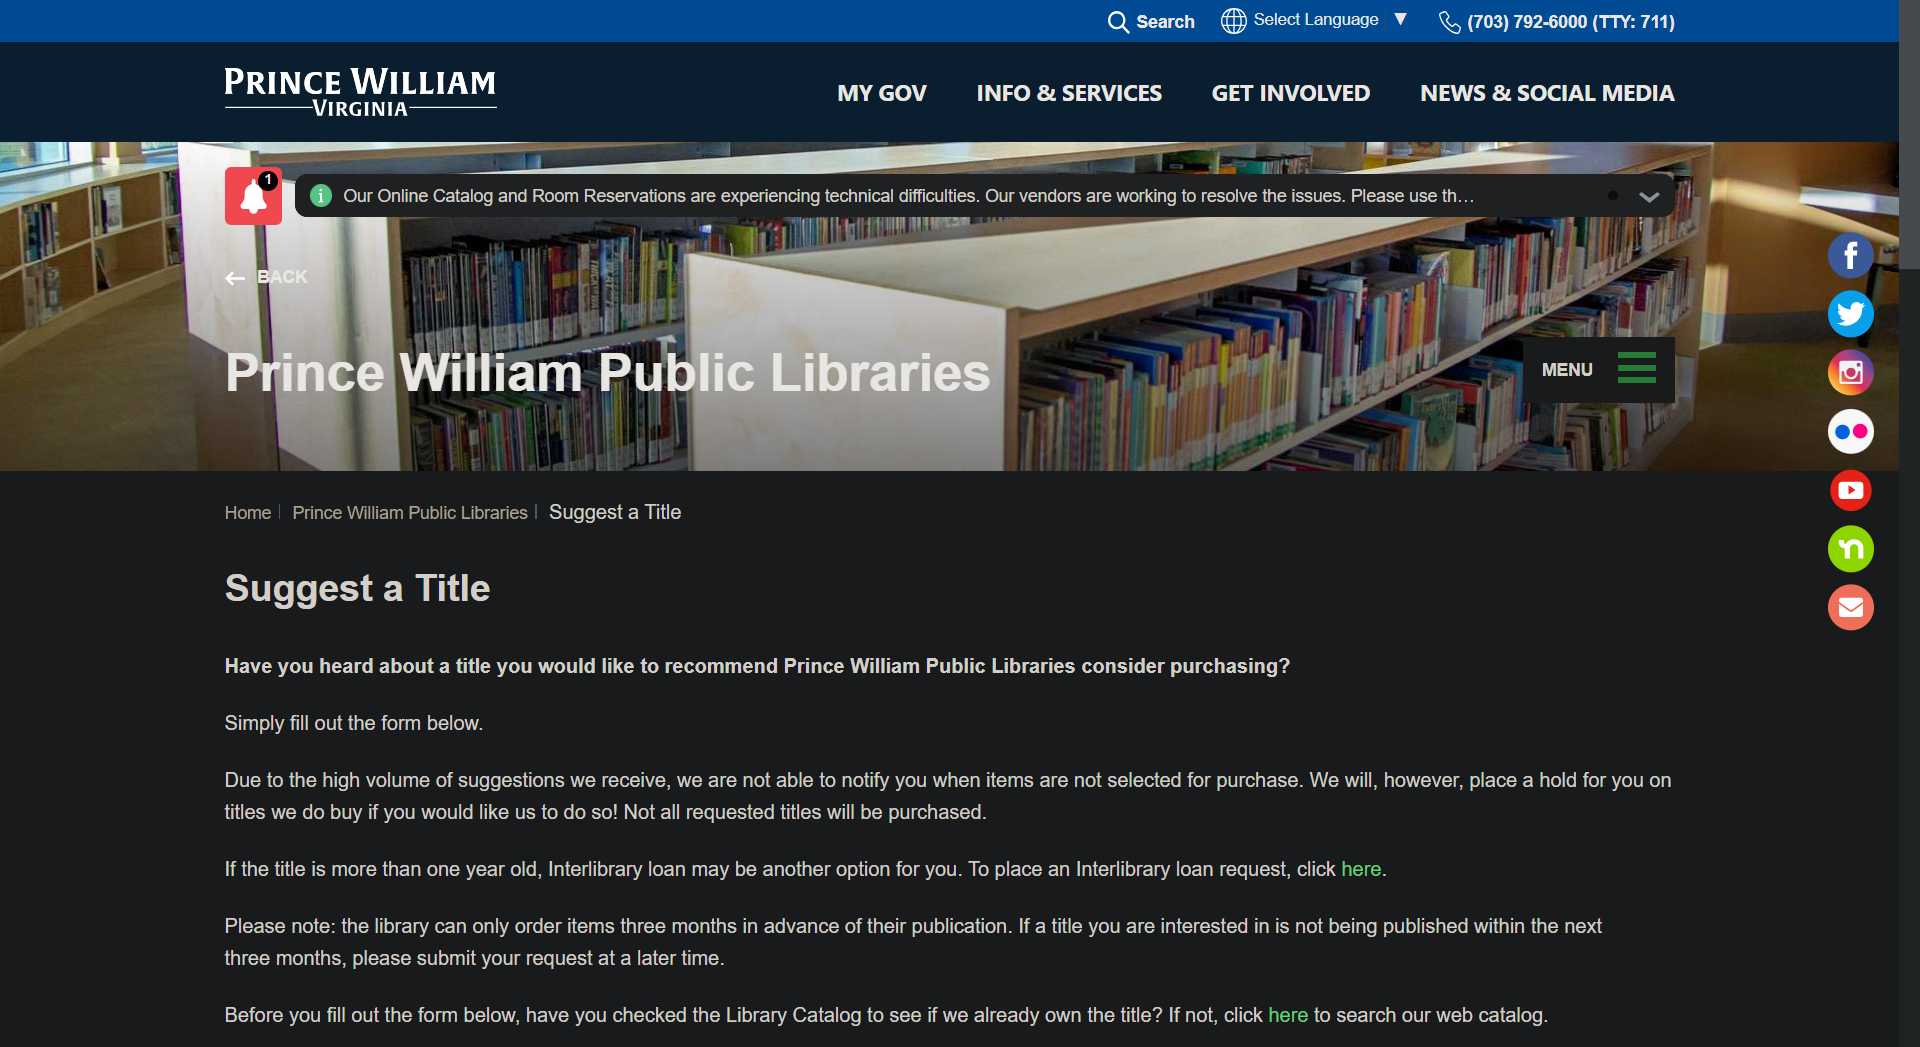 Search
Select Language ▼
(703) 792-6000 (TTY: 711)
PRINCE WILLIAM
VIRGINIA
MY GOV
INFO & SERVICES
GET INVOLVED
NEWS & SOCIAL MEDIA
1
Our Online Catalog and Room Reservations are experiencing technical difficulties. Our vendors are working to resolve the issues. Please use th…
BACK
Prince William Public Libraries
MENU
Home | Prince William Public Libraries | Suggest a Title
Suggest a Title
Have you heard about a title you would like to recommend Prince William Public Libraries consider purchasing?
Simply fill out the form below.
Due to the high volume of suggestions we receive, we are not able to notify you when items are not selected for purchase. We will, however, place a hold for you on
titles we do buy if you would like us to do so! Not all requested titles will be purchased.
If the title is more than one year old, Interlibrary loan may be another option for you. To place an Interlibrary loan request, click here.
Please note: the library can only order items three months in advance of their publication. If a title you are interested in is not being published within the next
three months, please submit your request at a later time.
Before you fill out the form below, have you checked the Library Catalog to see if we already own the title? If not, click here to search our web catalog.